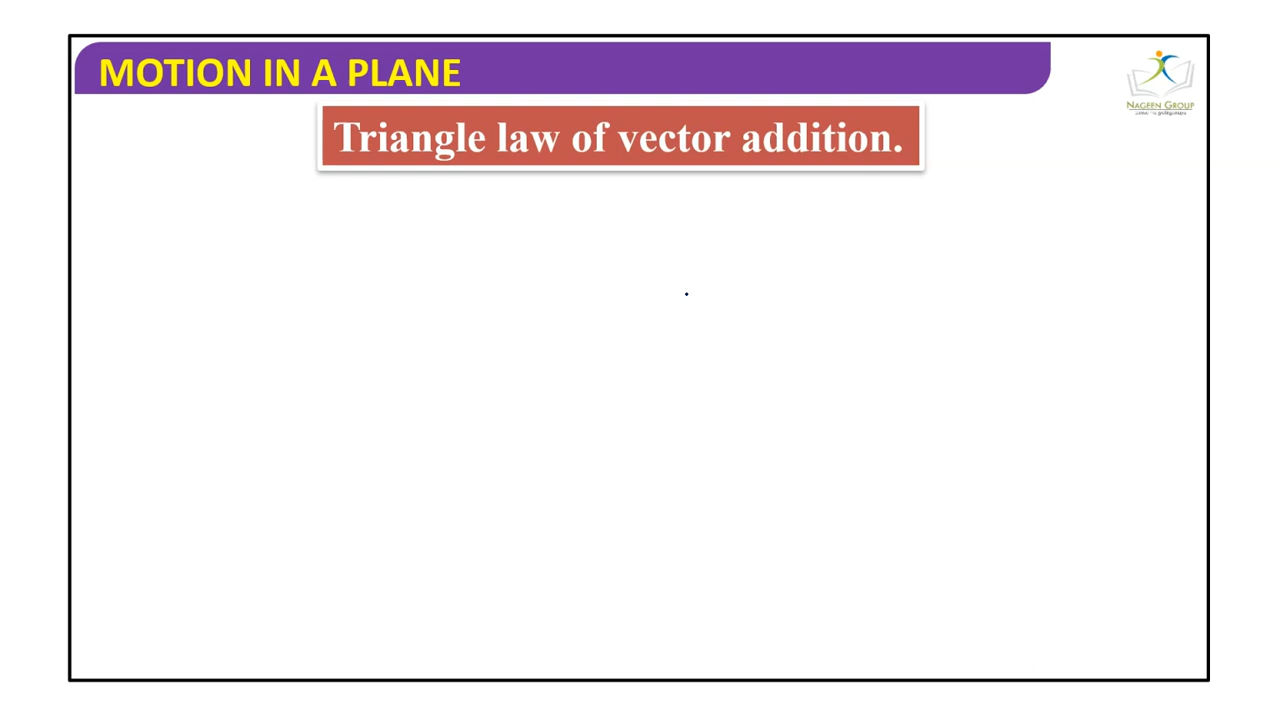 MOTION IN A PLANE
Triangle law of vector addition.
NAGEEN GROUP